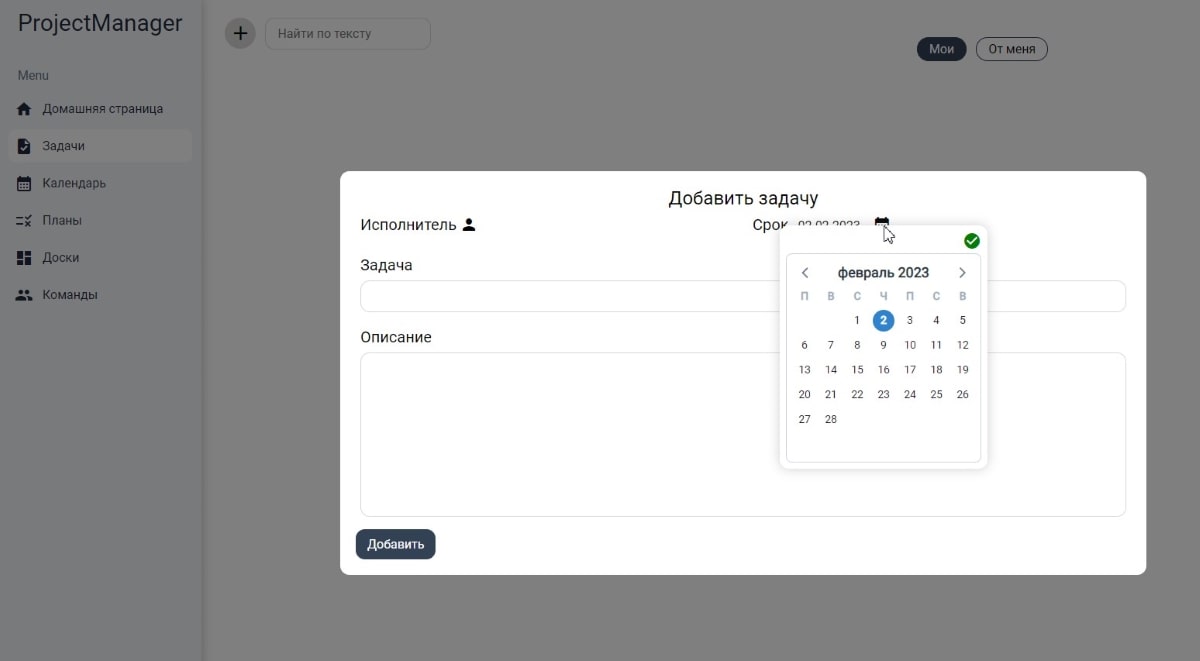 ProjectManager
Найти по тексту
Мои
От меня
Menu
Домашняя страница
Задачи
Календарь
Планы
Доски
Команды
Добавить задачу
Исполнитель
Срок 02.02.2023
Задача
Описание
февраль 2023
П В С Ч П С В
1 2 3 4 5
6 7 8 9 10 11 12
13 14 15 16 17 18 19
20 21 22 23 24 25 26
27 28
Добавить